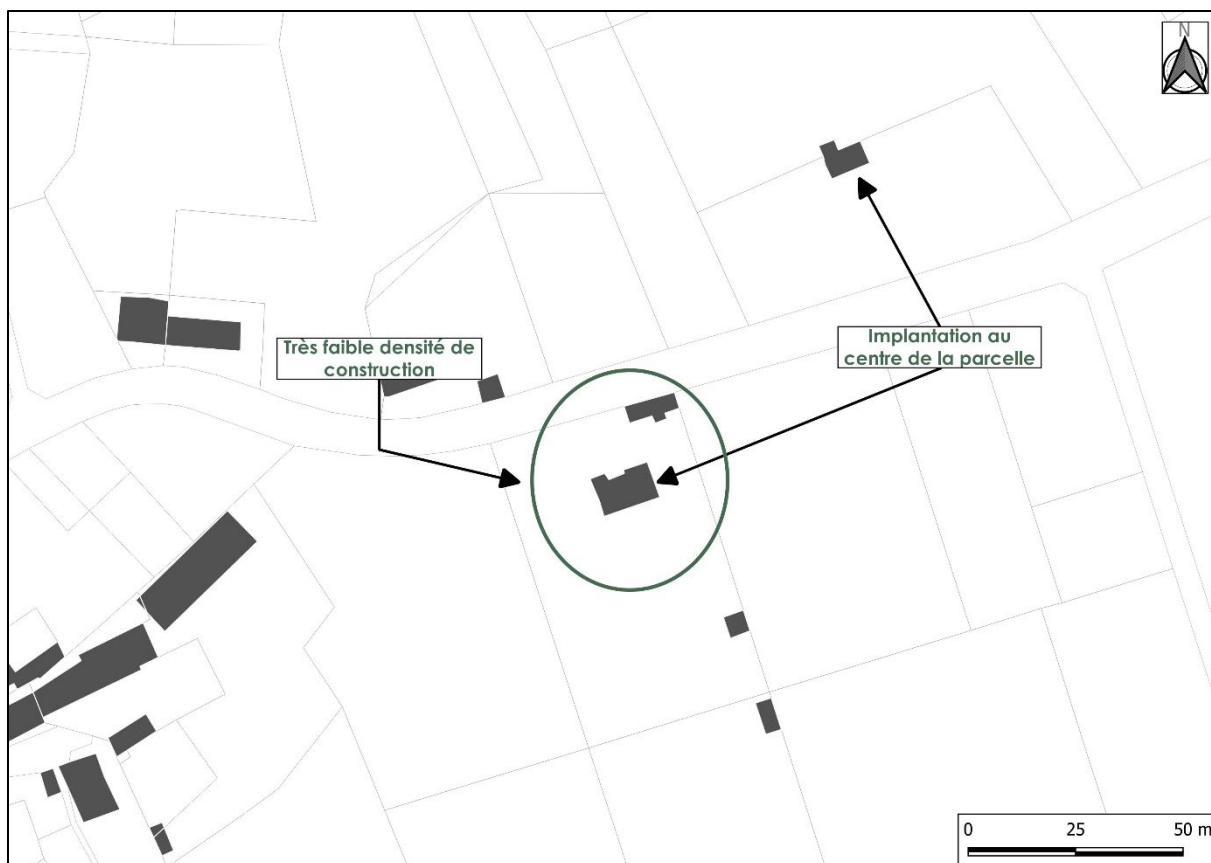 N
Très faible densité de
construction
Implantation au
centre de la parcelle
0 25 50 m